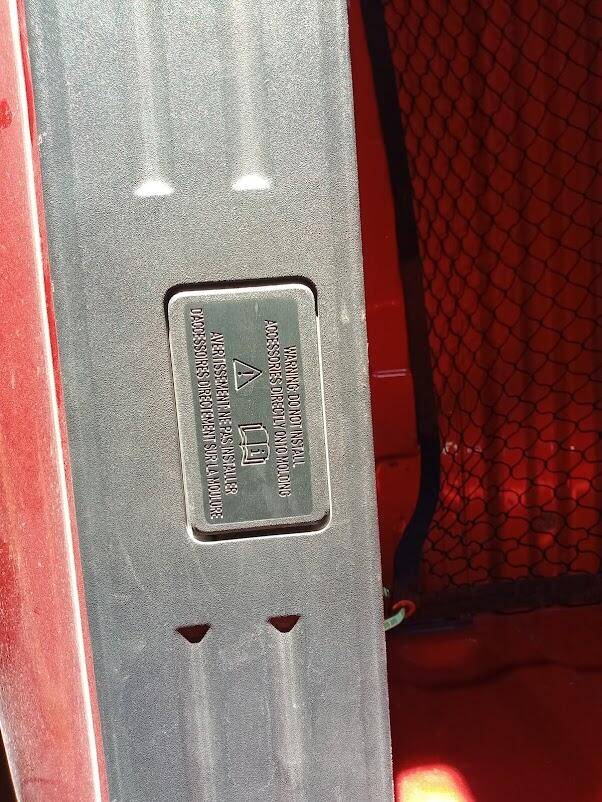 WARNING: DO NOT INSTALL
ACCESSORIES DIRECTLY ONTO MOLDING
AVERTISSEMENT: NE PAS INSTALLER
D'ACCESSOIRES DIRECTEMENT SUR LA MOULURE